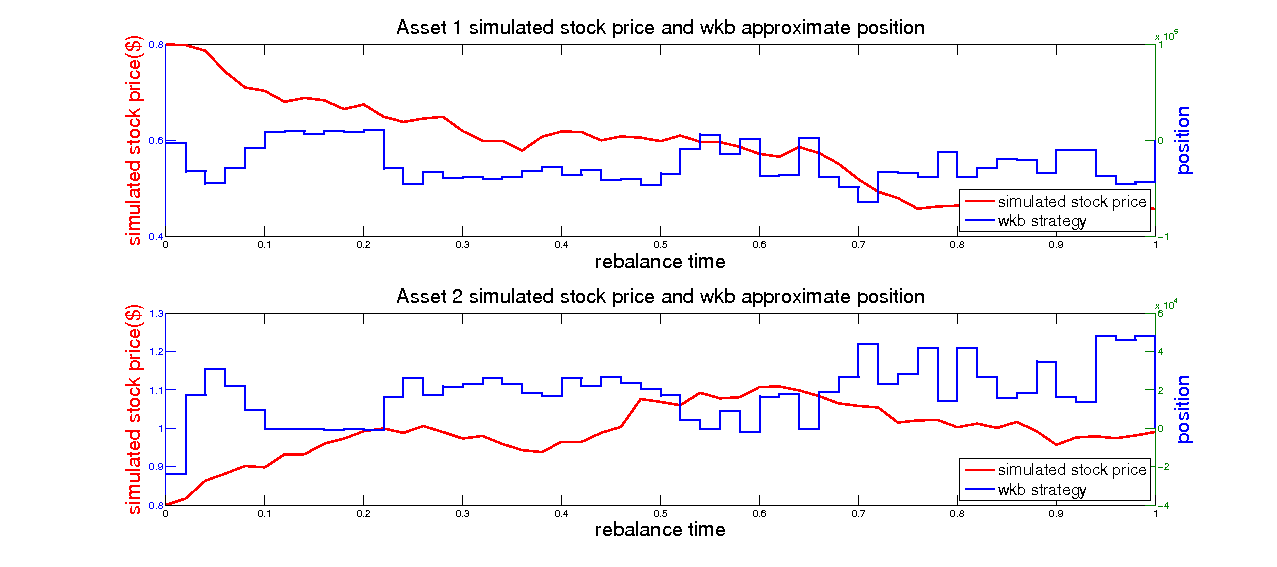 Asset 1 simulated stock price and wkb approximate position
x 10^5
simulated stock price($)
0.8
0.6
0.4
1
0
-1
position
simulated stock price
wkb strategy
0 0.1 0.2 0.3 0.4 0.5 0.6 0.7 0.8 0.9 1
rebalance time
Asset 2 simulated stock price and wkb approximate position
x 10^4
simulated stock price($)
1.3
1.2
1.1
1
0.9
0.8
6
4
2
0
-2
-4
position
simulated stock price
wkb strategy
0 0.1 0.2 0.3 0.4 0.5 0.6 0.7 0.8 0.9 1
rebalance time